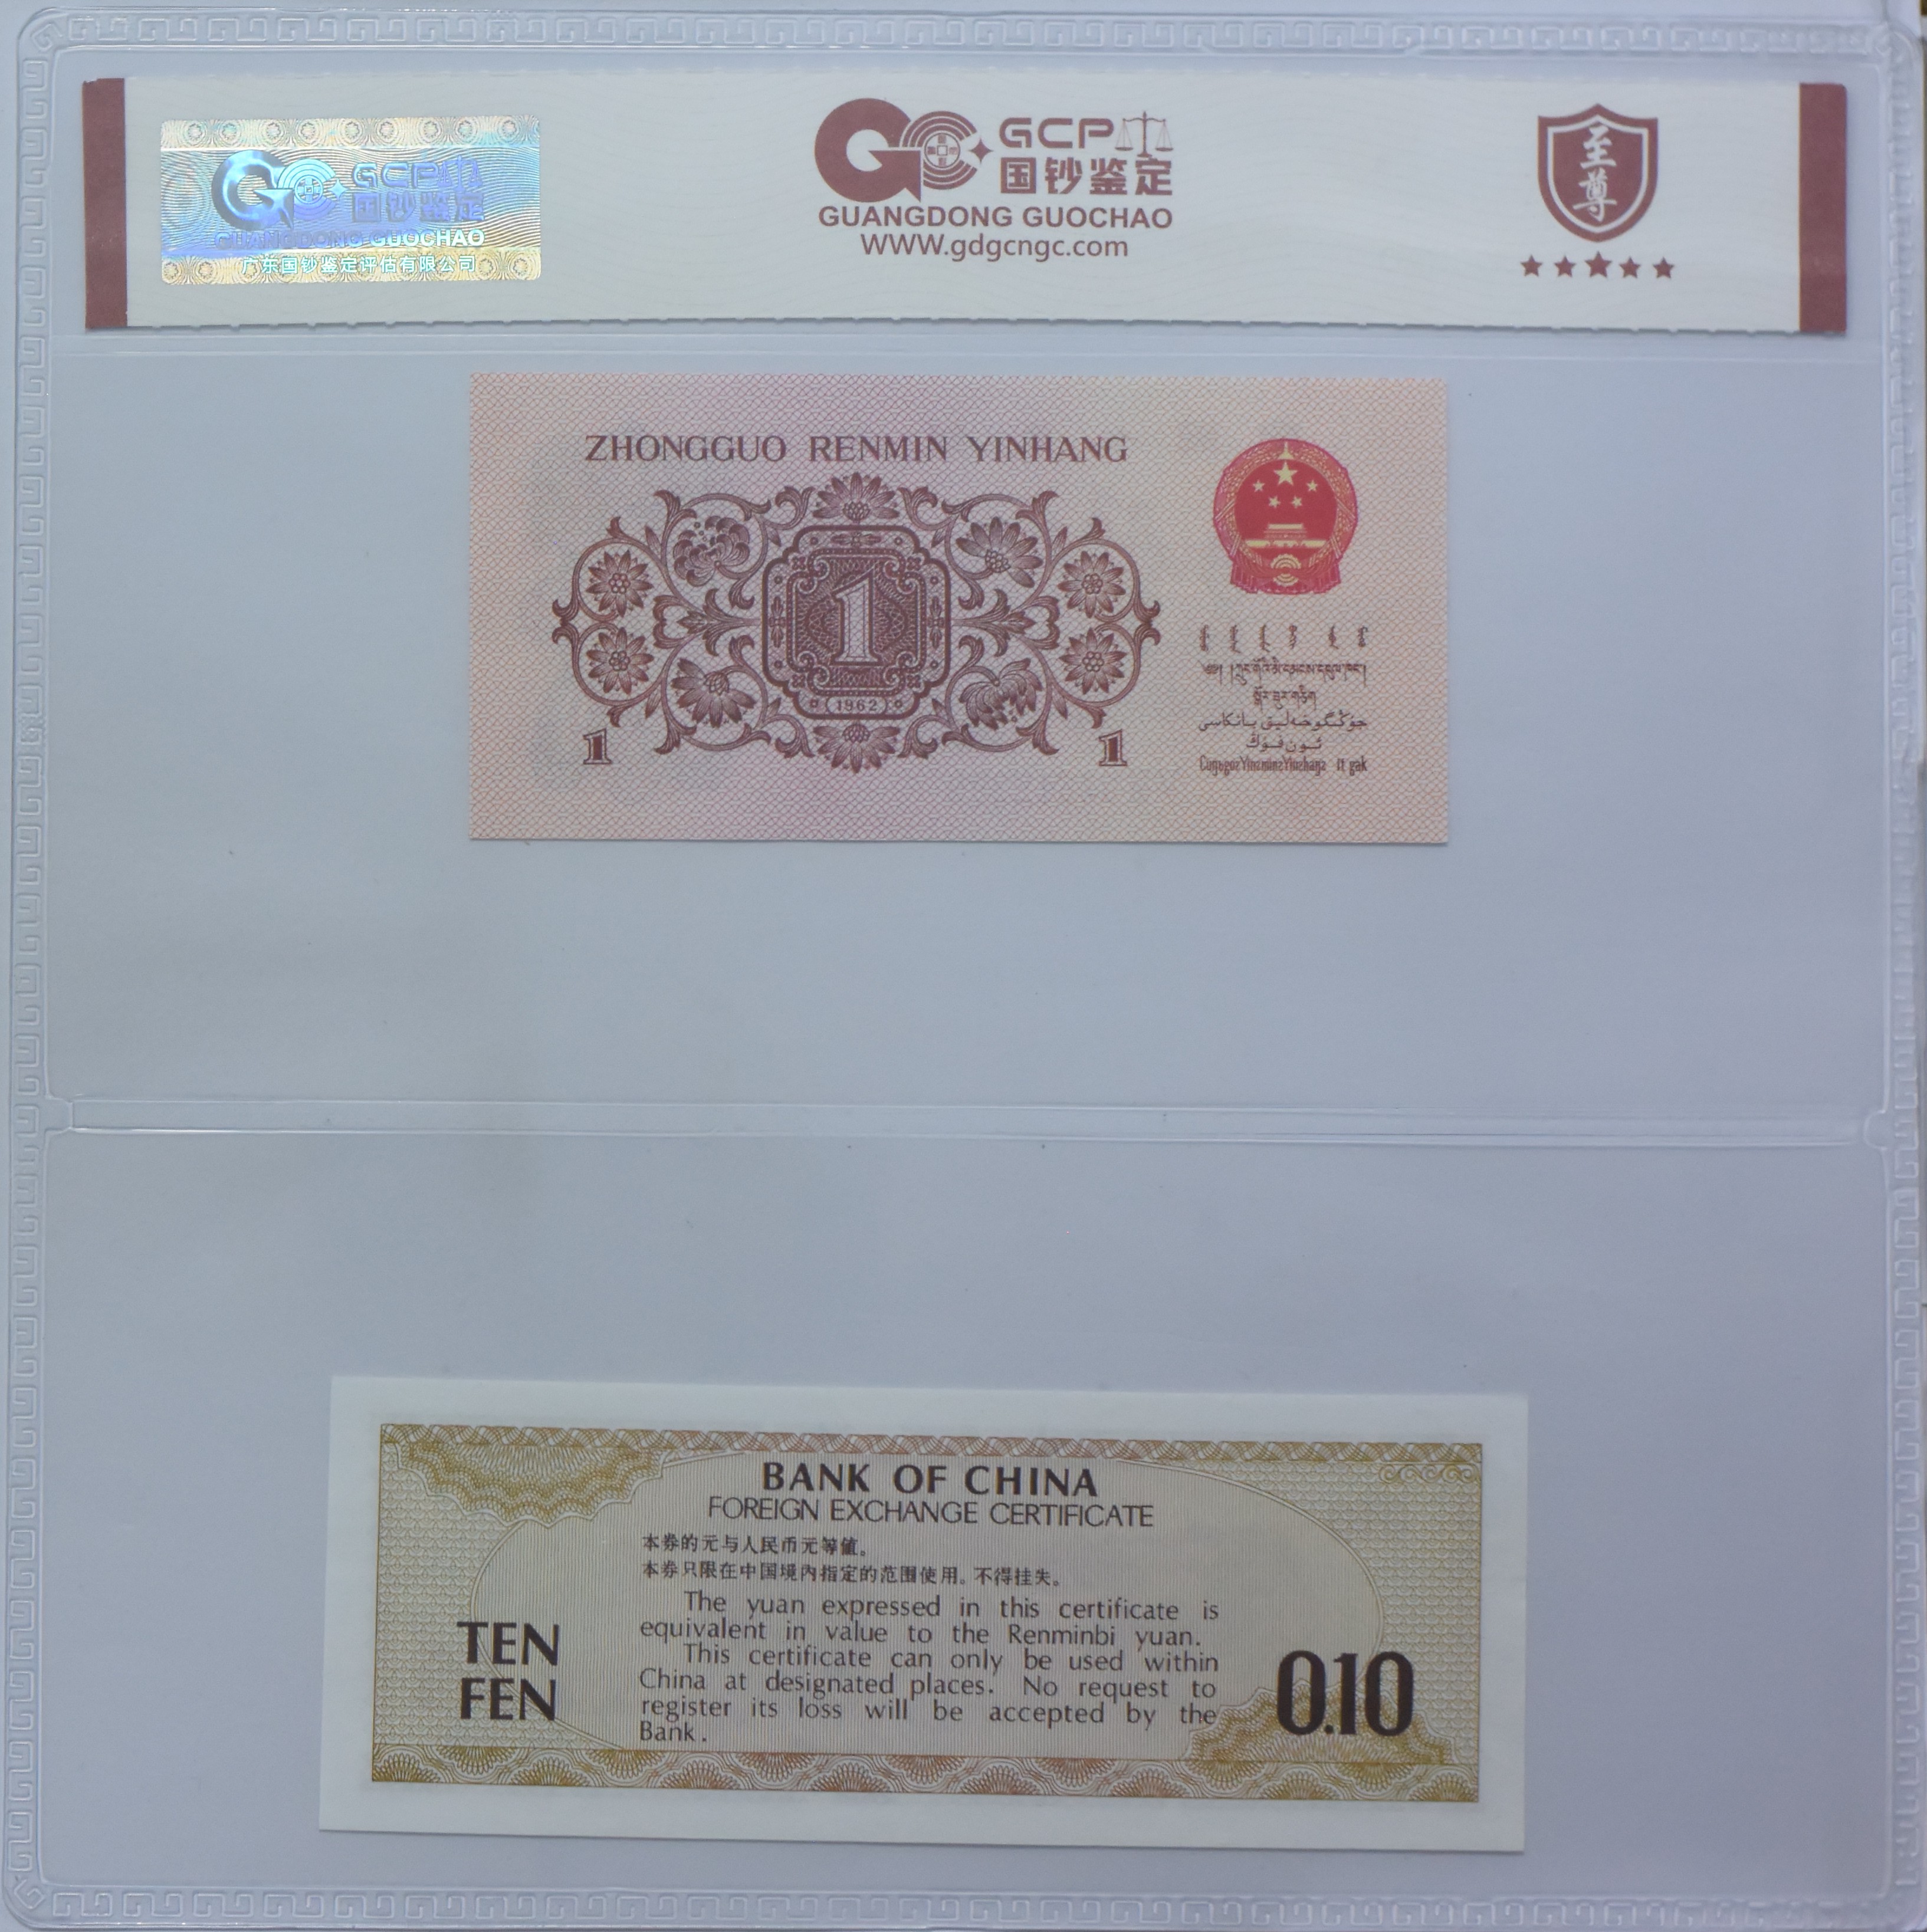 GCP
国钞鉴定
GUANGDONG GUOCHAO
广东国钞鉴定评估有限公司
GCP
国钞鉴定
GUANGDONG GUOCHAO
WWW.gdgcngc.com
至
尊
ZHONGGUO RENMIN YINHANG
1
1962
1
1
جۇڭگو خەلىق بانكاسى
It gak
BANK OF CHINA
FOREIGN EXCHANGE CERTIFICATE
本券的元与人民币元等值。
本券只限在中国境内指定的范围使用。不得挂失。
The yuan expressed in this certificate is
equivalent in value to the Renminbi yuan.
This certificate can only be used within
China at designated places. No request to
register its loss will be accepted by the
Bank.
TEN
FEN
0.10